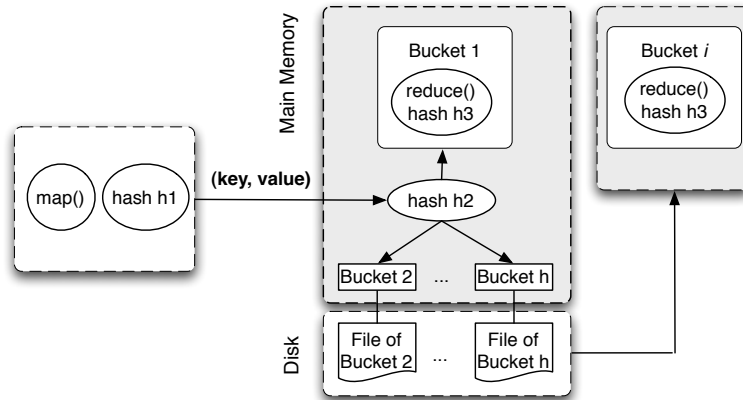 Main Memory
Bucket 1
reduce()
hash h3
Bucket i
reduce()
hash h3
map()
hash h1
(key, value)
hash h2
Bucket 2
...
Bucket h
Disk
File of
Bucket 2
...
File of
Bucket h